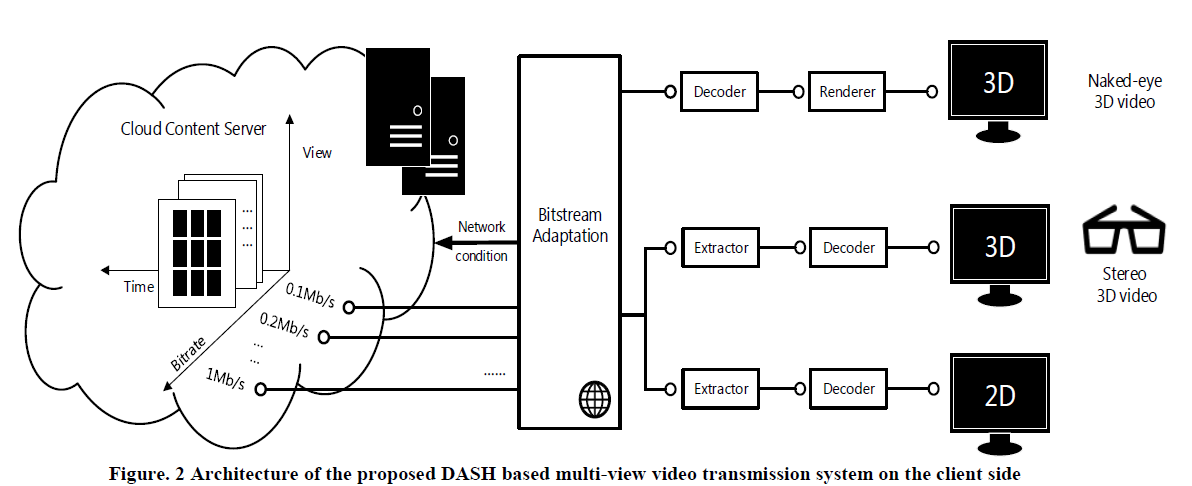 Cloud Content Server
View
Time
Bitrate
...
...
...
0.1Mb/s
0.2Mb/s
...
...
1Mb/s
Network
condition
......
Bitstream
Adaptation
Decoder
Renderer
3D
Naked-eye
3D video
Extractor
Decoder
3D
Stereo
3D video
Extractor
Decoder
2D
Figure. 2 Architecture of the proposed DASH based multi-view video transmission system on the client side